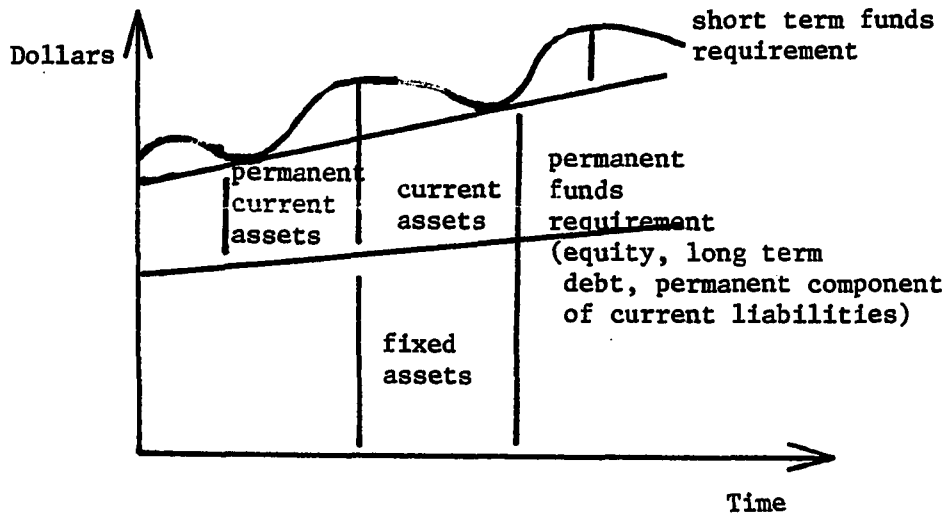 short term funds
requirement
Dollars
permanent
current
assets
current
assets
permanent
funds
requirement
(equity, long term
debt, permanent component
of current liabilities)
fixed
assets
Time